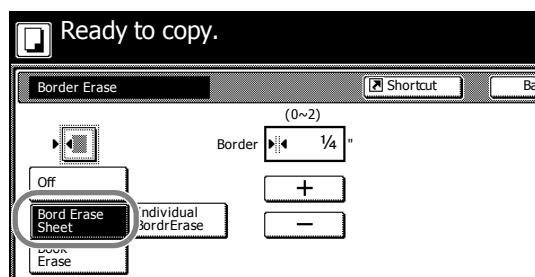 Ready to copy.
Border Erase
Shortcut
Ba
(0~2)
Border
1/4 "
Off
+
Bord Erase
Sheet
Individual
BordrErase
−
Book
Erase